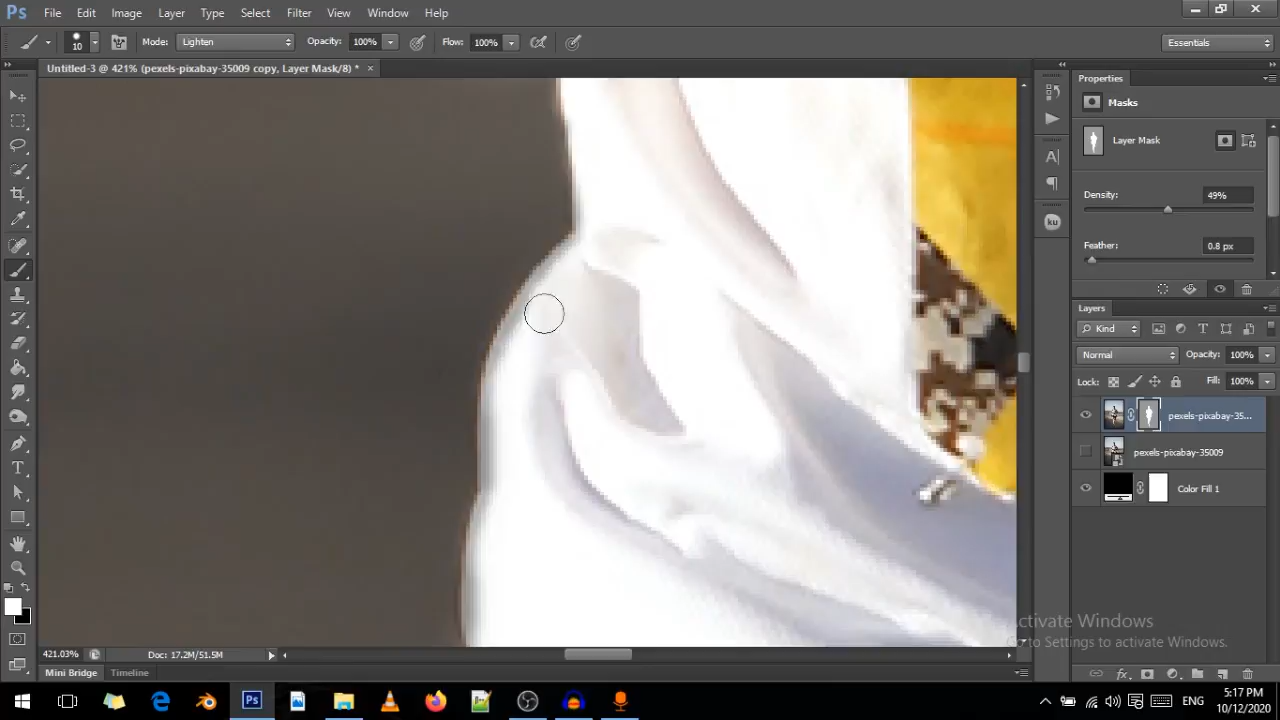 Ps File Edit Image Layer Type Select Filter View Window Help
10 Mode: Lighten Opacity: 100% Flow: 100% Essentials
Untitled-3 @ 421% (pexels-pixabay-35009 copy, Layer Mask/8) * ×
Properties
Masks
Layer Mask
Density: 49%
Feather: 0.8 px
Layers
Kind
Normal Opacity: 100%
Lock: Fill: 100%
pexels-pixabay-35...
pexels-pixabay-35009
Color Fill 1
Activate Windows
Go to Settings to activate Windows.
421.03% Doc: 17.2M/51.5M
Mini Bridge Timeline
ENG
5:17 PM
10/12/2020